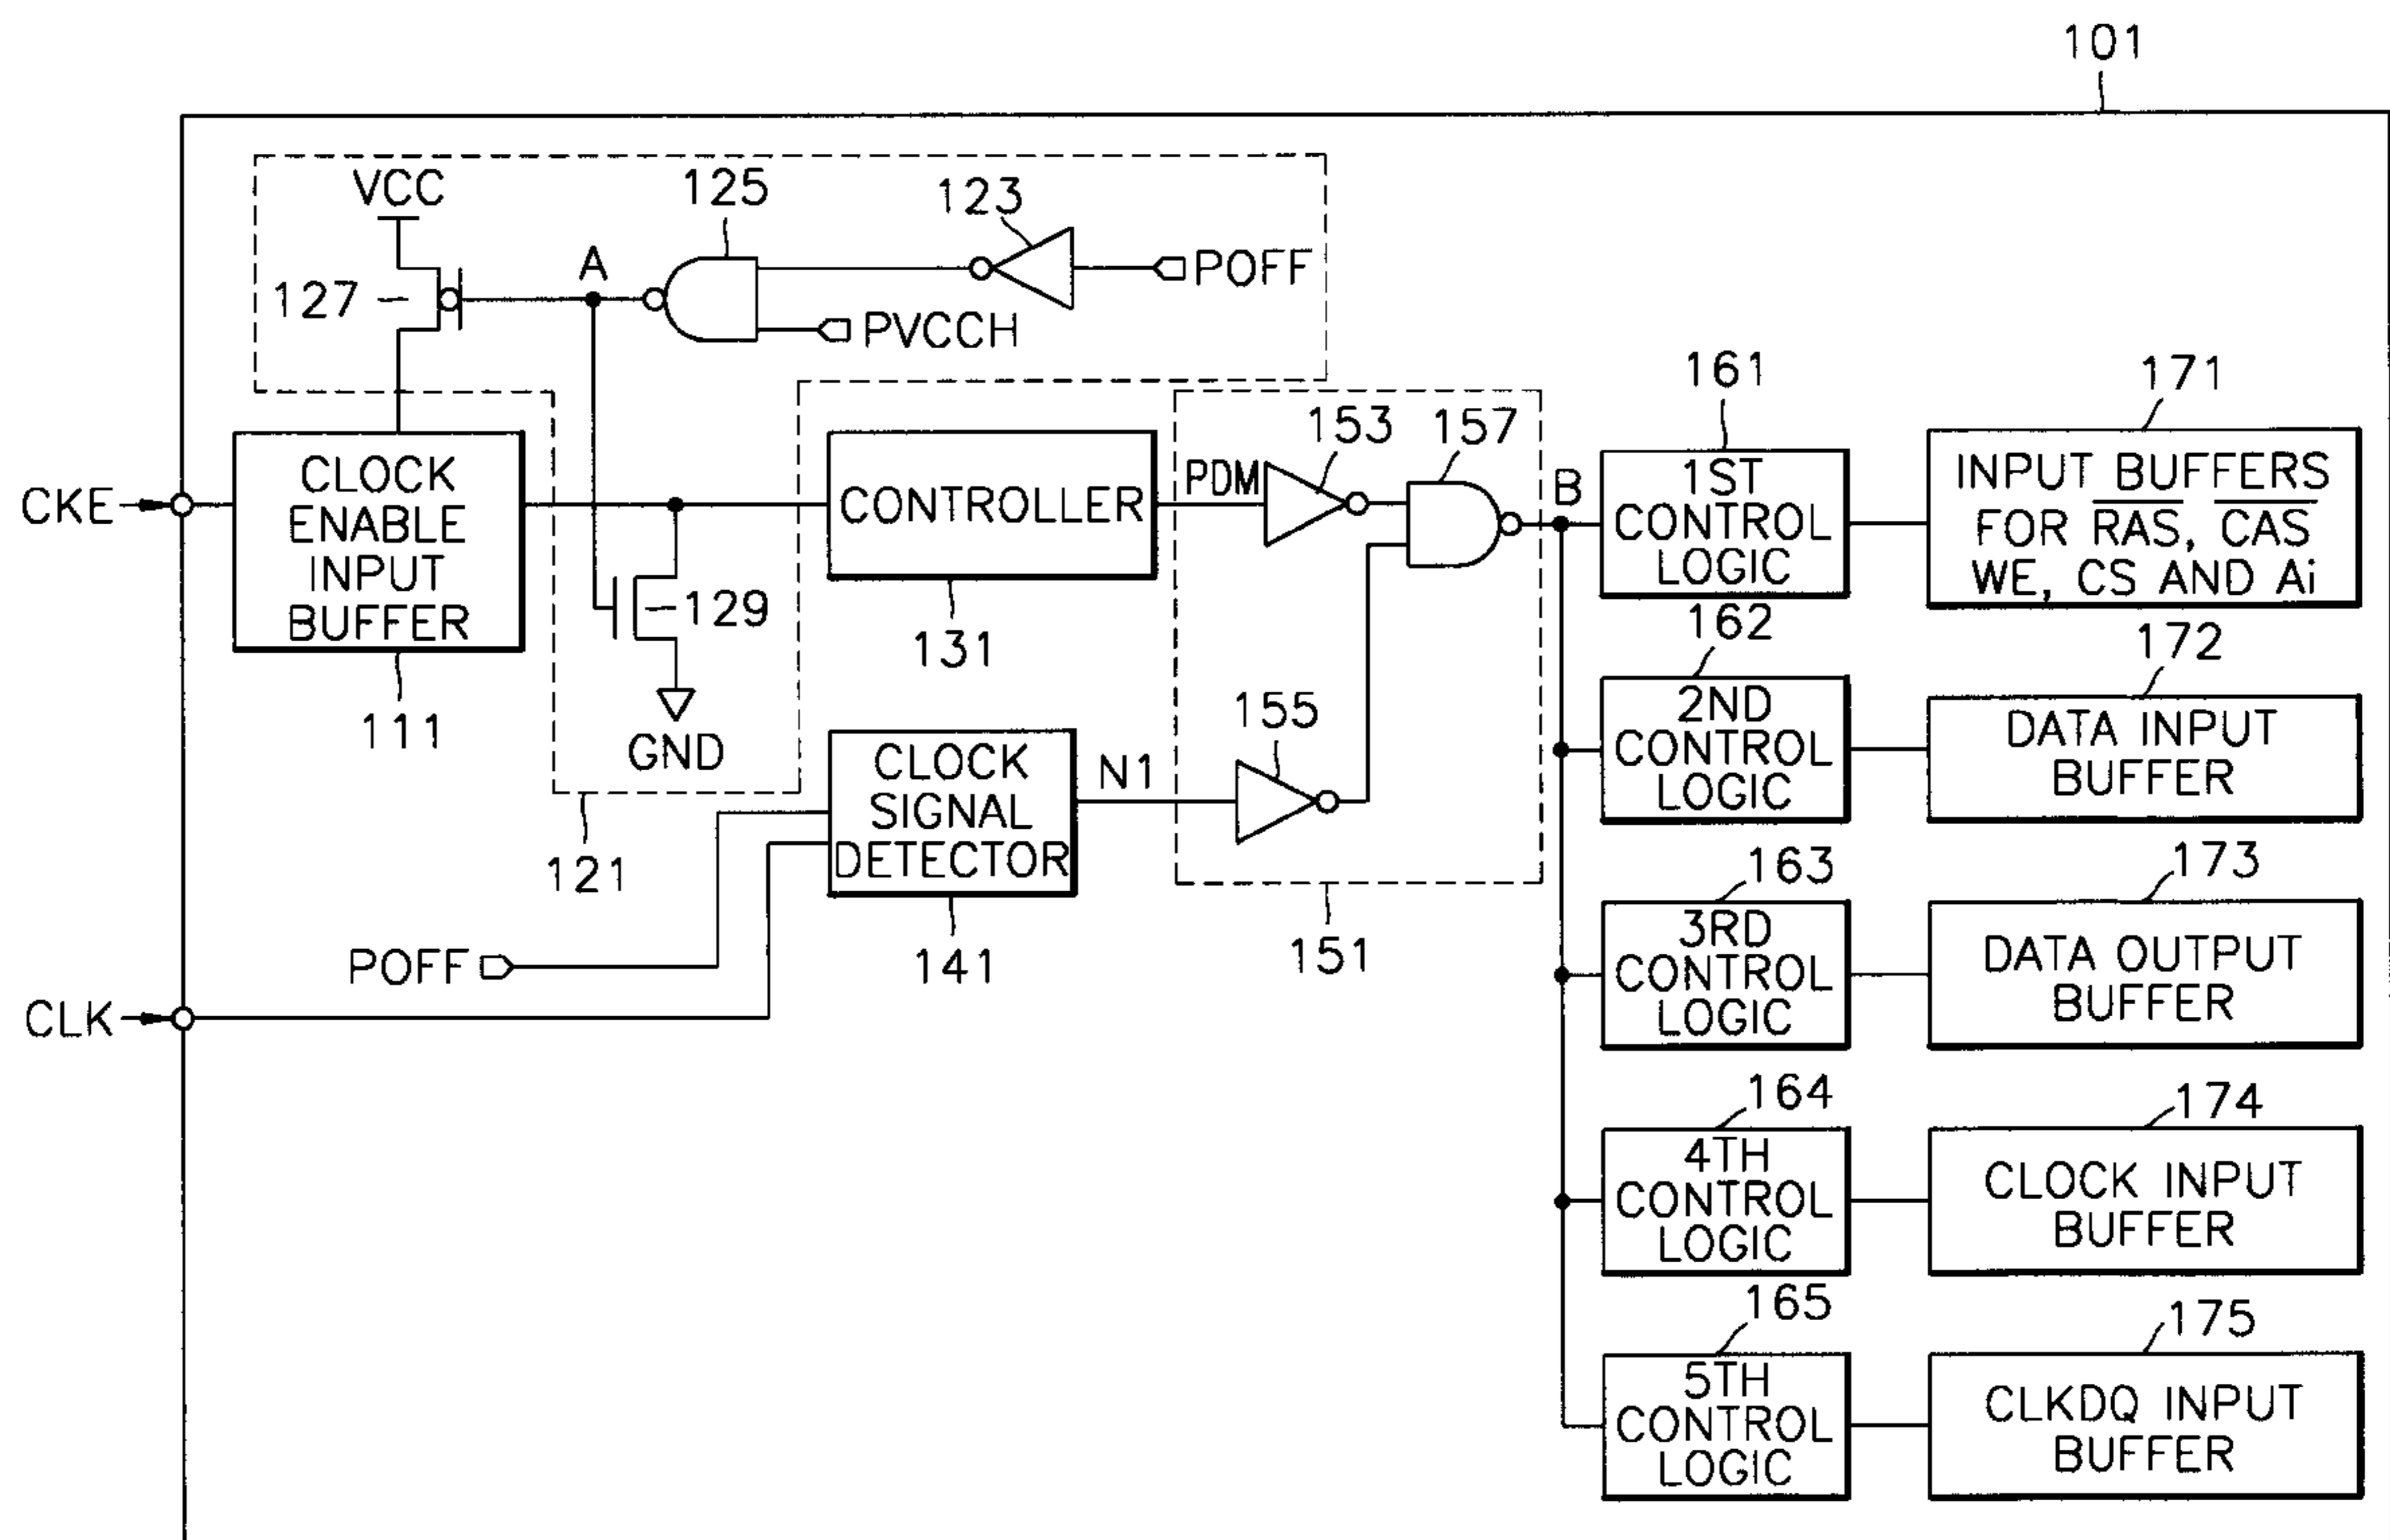 101
VCC
125
123
A
POFF
127
PVCCH
161
171
153
157
CLOCK
ENABLE
INPUT
BUFFER
CONTROLLER
PDM
B
1ST
CONTROL
LOGIC
INPUT BUFFERS
FOR R̅A̅S̅, C̅A̅S̅
WE, CS AND Ai
CKE
129
131
162
172
111
GND
155
2ND
CONTROL
LOGIC
DATA INPUT
BUFFER
CLOCK
SIGNAL
DETECTOR
N1
121
163
173
POFF
141
151
3RD
CONTROL
LOGIC
DATA OUTPUT
BUFFER
CLK
164
174
4TH
CONTROL
LOGIC
CLOCK INPUT
BUFFER
165
175
5TH
CONTROL
LOGIC
CLKDQ INPUT
BUFFER